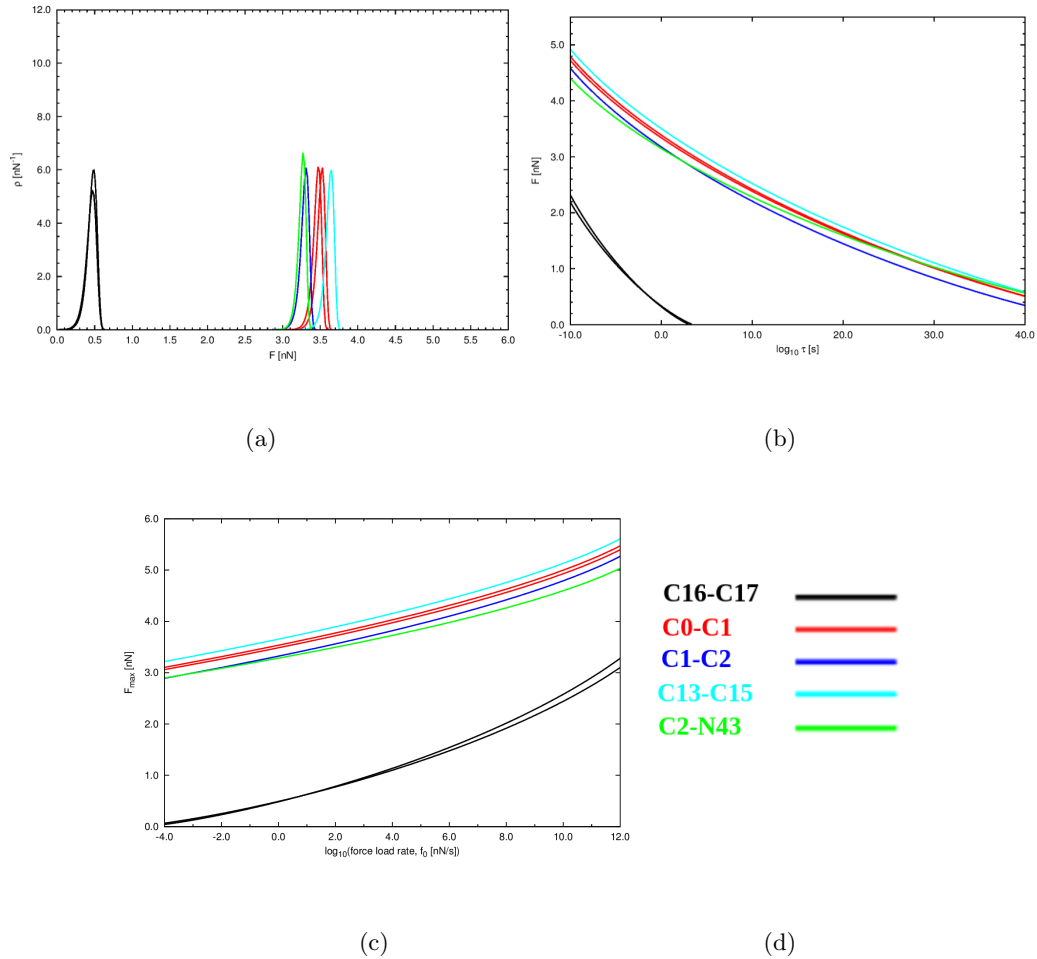 12.0
10.0
8.0
6.0
4.0
2.0
0.0
ρ [nN⁻¹]
0.0 0.5 1.0 1.5 2.0 2.5 3.0 3.5 4.0 4.5 5.0 5.5 6.0
F [nN]
(a)
5.0
4.0
3.0
2.0
1.0
0.0
F [nN]
-10.0 0.0 10.0 20.0 30.0 40.0
log₁₀ τ [s]
(b)
6.0
5.0
4.0
3.0
2.0
1.0
0.0
Fₘₐₓ [nN]
-4.0 -2.0 0.0 2.0 4.0 6.0 8.0 10.0 12.0
log₁₀(force load rate, f₀ [nN/s])
(c)
C16-C17
C0-C1
C1-C2
C13-C15
C2-N43
(d)